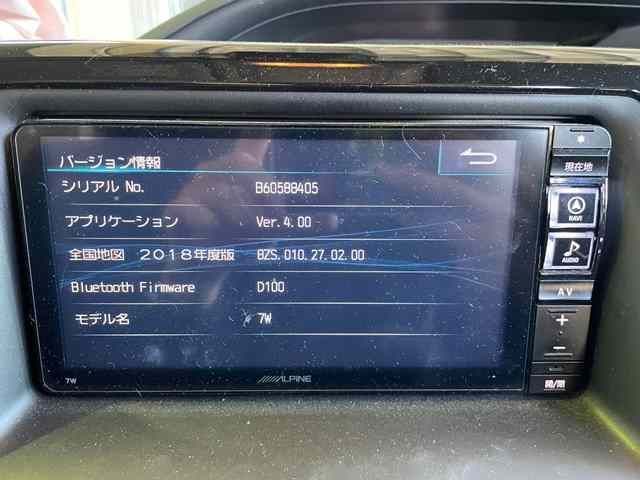 バージョン情報
シリアル No. B60588405
アプリケーション Ver.4.00
全国地図 2018年度版 BZS.010.27.02.00
Bluetooth Firmware D100
モデル名 7W
7W ALPINE
現在地
NAVI
AUDIO
AV
+
-
開/閉